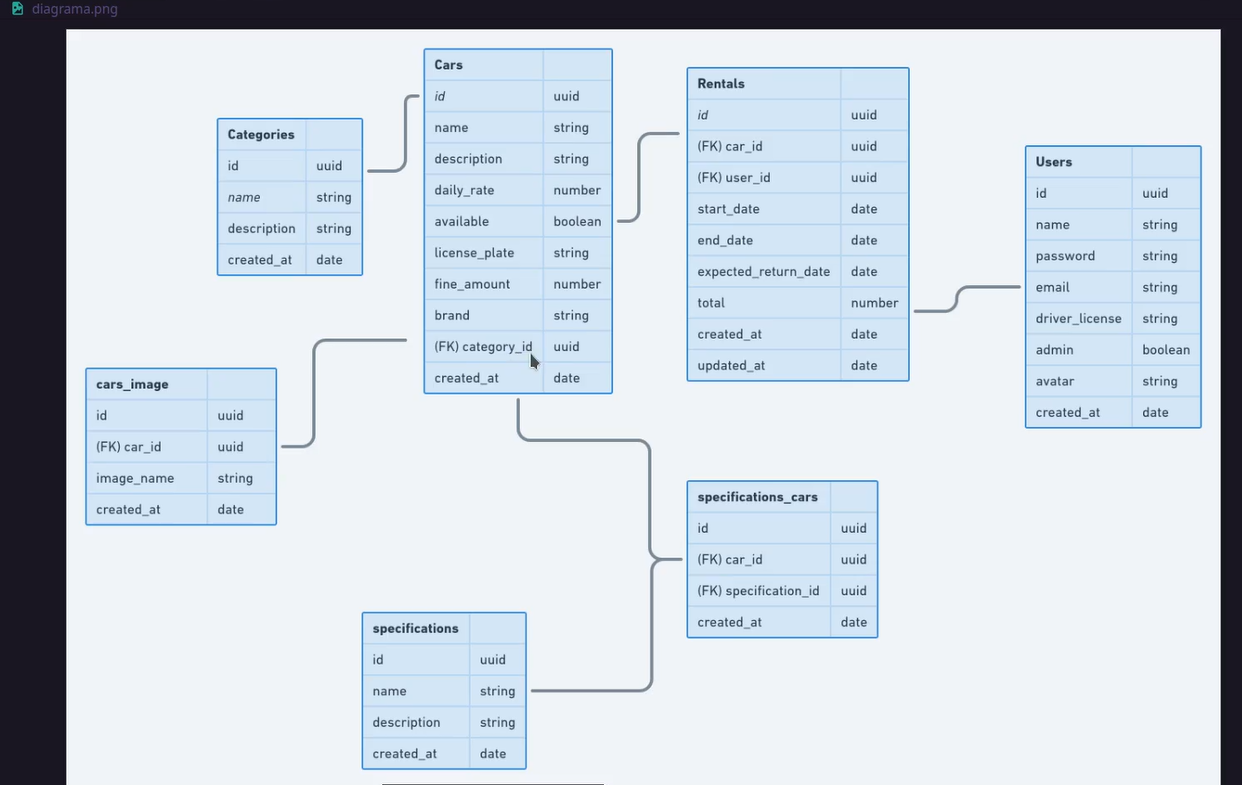 diagrama.png
Cars
id uuid
name string
description string
daily_rate number
available boolean
license_plate string
fine_amount number
brand string
(FK) category_id uuid
created_at date
Rentals
id uuid
(FK) car_id uuid
(FK) user_id uuid
start_date date
end_date date
expected_return_date date
total number
created_at date
updated_at date
Categories
id uuid
name string
description string
created_at date
Users
id uuid
name string
password string
email string
driver_license string
admin boolean
avatar string
created_at date
cars_image
id uuid
(FK) car_id uuid
image_name string
created_at date
specifications_cars
id uuid
(FK) car_id uuid
(FK) specification_id uuid
created_at date
specifications
id uuid
name string
description string
created_at date